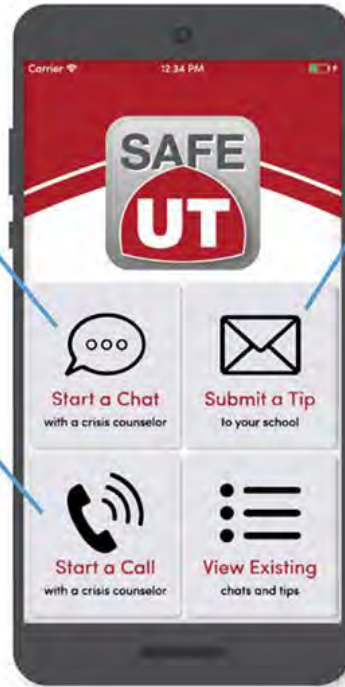 Carrier 12:34 PM
SAFE
UT
Start a Chat
with a crisis counselor
Submit a Tip
to your school
Start a Call
with a crisis counselor
View Existing
chats and tips